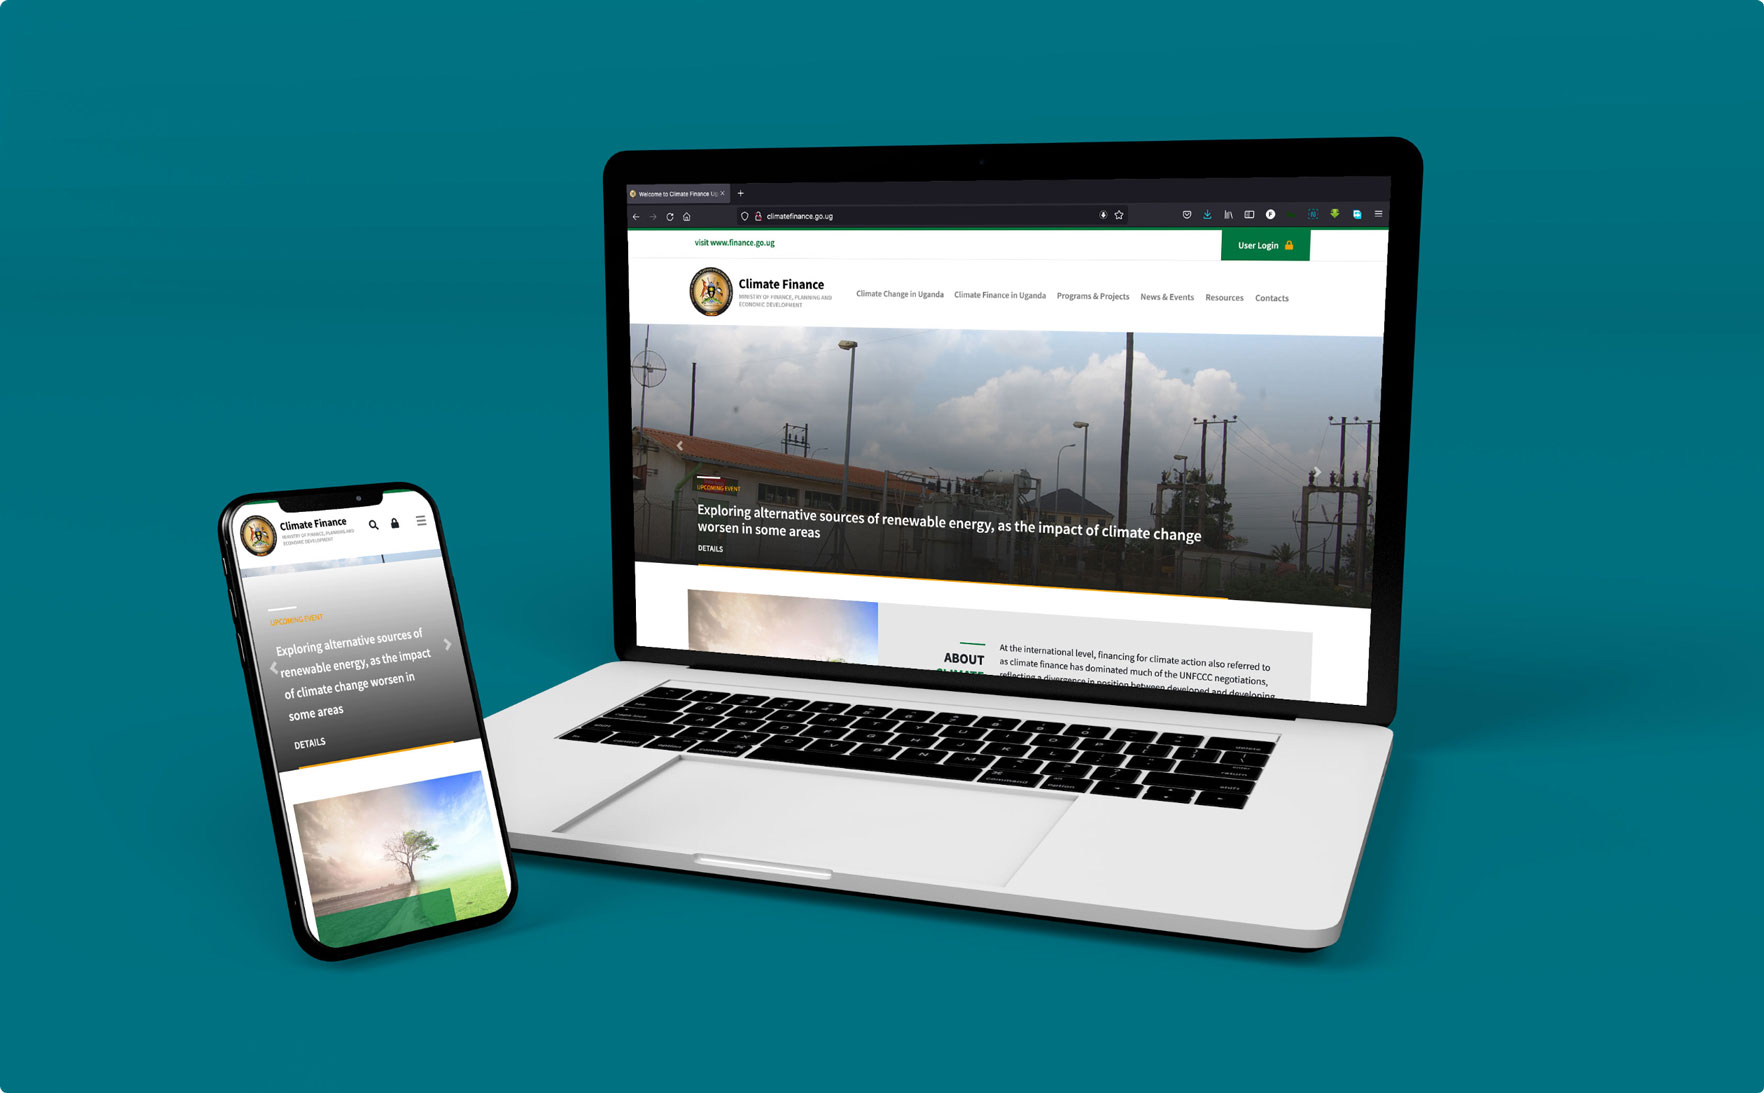 Welcome to Climate Finance Ug
climatefinance.go.ug
visit www.finance.go.ug
User Login
Climate Finance
MINISTRY OF FINANCE, PLANNING AND
ECONOMIC DEVELOPMENT
Climate Change in Uganda
Climate Finance in Uganda
Programs & Projects
News & Events
Resources
Contacts
UPCOMING EVENT
Exploring alternative sources of renewable energy, as the impact of climate change
worsen in some areas
DETAILS
ABOUT
CLIMATE
At the international level, financing for climate action also referred to
as climate finance has dominated much of the UNFCCC negotiations,
reflecting a divergence in position between developed and developing
Climate Finance
MINISTRY OF FINANCE, PLANNING AND
ECONOMIC DEVELOPMENT
UPCOMING EVENT
Exploring alternative sources of
renewable energy, as the impact
of climate change worsen in
some areas
DETAILS